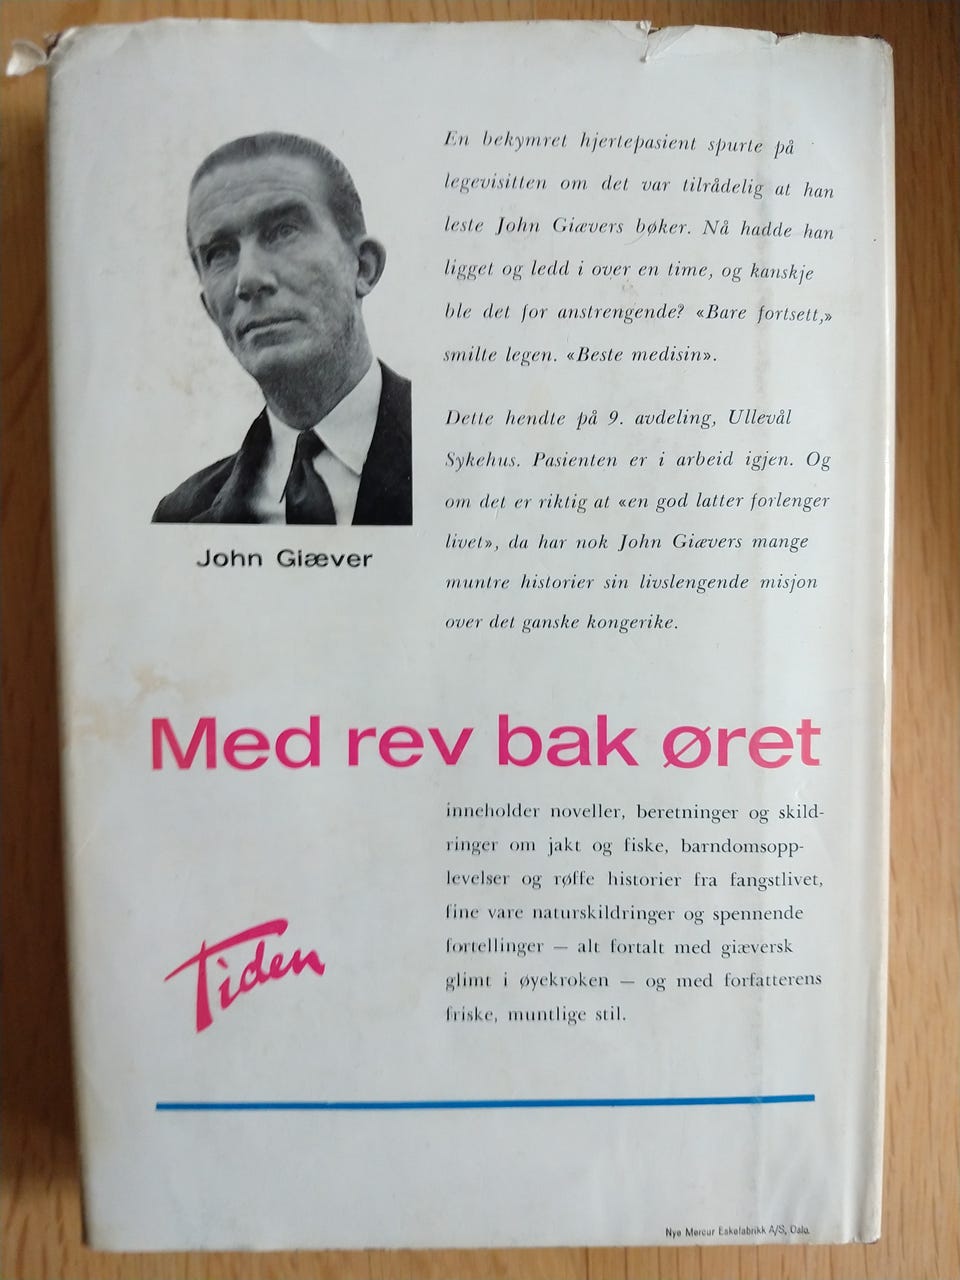 En bekymret hjertepasient spurte på
legevisitten om det var tilrådelig at han
leste John Giævers bøker. Nå hadde han
ligget og ledd i over en time, og kanskje
ble det for anstrengende? «Bare fortsett,»
smilte legen. «Beste medisin».
Dette hendte på 9. avdeling, Ullevål
Sykehus. Pasienten er i arbeid igjen. Og
om det er riktig at «en god latter forlenger
livet», da har nok John Giævers mange
muntre historier sin livslengende misjon
over det ganske kongerike.
John Giæver
Med rev bak øret
inneholder noveller, beretninger og skild-
ringer om jakt og fiske, barndomsopp-
levelser og røffe historier fra fangstlivet,
fine vare naturskildringer og spennende
fortellinger — alt fortalt med giæversk
glimt i øyekroken — og med forfatterens
friske, muntlige stil.
Tiden
Nye Mercur Eskefabrikk A/S, Oslo.